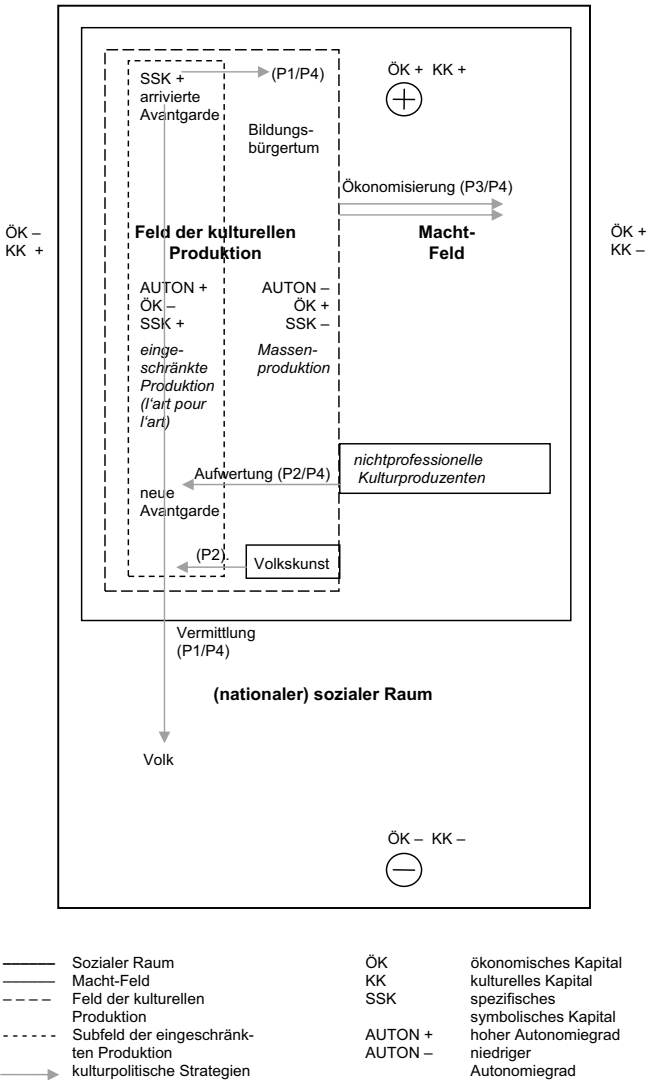 ÖK + KK +
SSK +
arrivierte
Avantgarde
(P1/P4)
Bildungs-
bürgertum
Ökonomisierung (P3/P4)
ÖK –
KK +
Feld der kulturellen
Produktion
Macht-
Feld
ÖK +
KK –
AUTON +
ÖK –
SSK +
einge-
schränkte
Produktion
(l'art pour
l'art)
AUTON –
ÖK +
SSK –
Massen-
produktion
nichtprofessionelle
Kulturproduzenten
Aufwertung (P2/P4)
neue
Avantgarde
(P2).
Volkskunst
Vermittlung
(P1/P4)
(nationaler) sozialer Raum
Volk
ÖK – KK –
Sozialer Raum
Macht-Feld
Feld der kulturellen
Produktion
Subfeld der eingeschränk-
ten Produktion
kulturpolitische Strategien
ÖK ökonomisches Kapital
KK kulturelles Kapital
SSK spezifisches
symbolisches Kapital
AUTON + hoher Autonomiegrad
AUTON – niedriger
Autonomiegrad